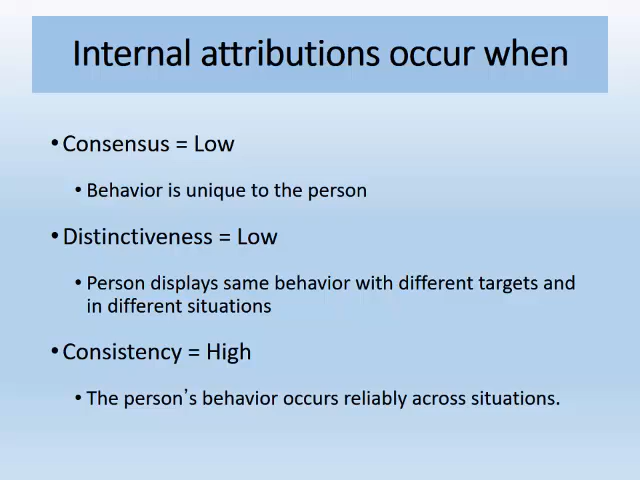 Internal attributions occur when
•Consensus = Low
• Behavior is unique to the person
•Distinctiveness = Low
• Person displays same behavior with different targets and
in different situations
•Consistency = High
• The person’s behavior occurs reliably across situations.